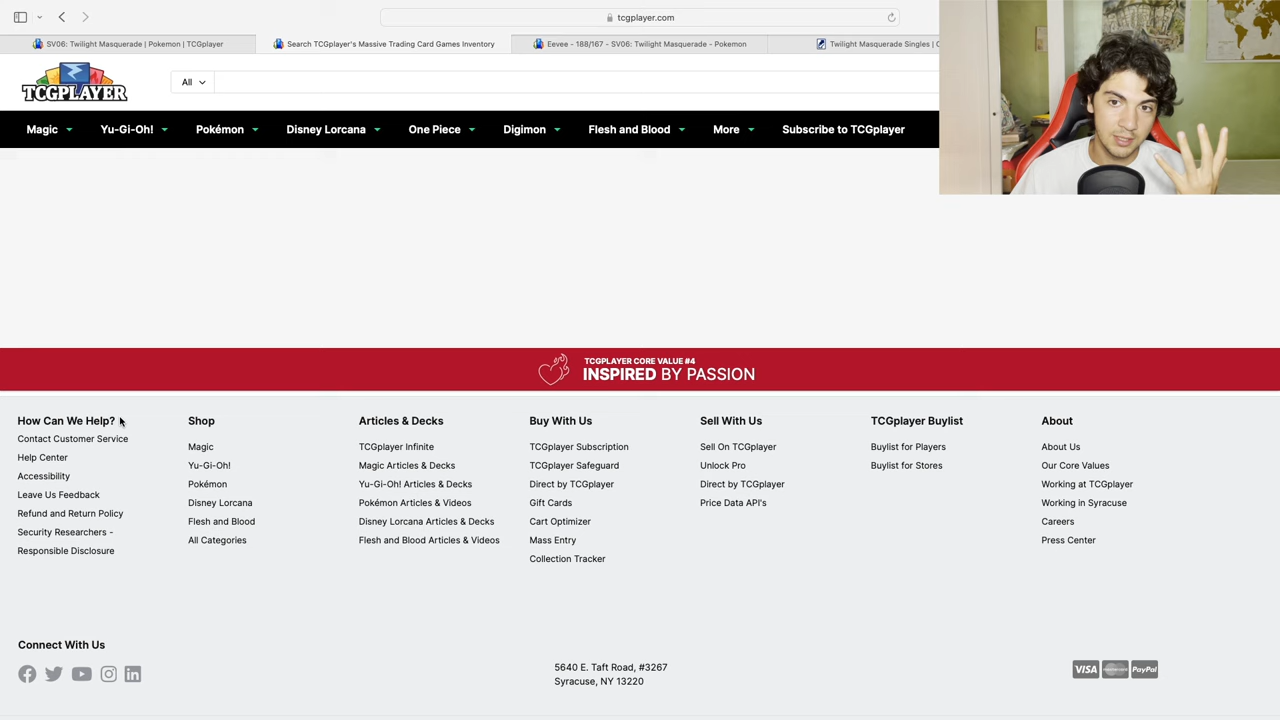 tcgplayer.com
SV06: Twilight Masquerade | Pokemon | TCGplayer
Search TCGplayer's Massive Trading Card Games Inventory
Eevee - 188/167 - SV06: Twilight Masquerade - Pokemon
Twilight Masquerade Singles |
TCGPLAYER
All
Magic
Yu-Gi-Oh!
Pokémon
Disney Lorcana
One Piece
Digimon
Flesh and Blood
More
Subscribe to TCGplayer
TCGPLAYER CORE VALUE #4
INSPIRED BY PASSION
How Can We Help?
Contact Customer Service
Help Center
Accessibility
Leave Us Feedback
Refund and Return Policy
Security Researchers -
Responsible Disclosure
Shop
Magic
Yu-Gi-Oh!
Pokémon
Disney Lorcana
Flesh and Blood
All Categories
Articles & Decks
TCGplayer Infinite
Magic Articles & Decks
Yu-Gi-Oh! Articles & Decks
Pokémon Articles & Videos
Disney Lorcana Articles & Decks
Flesh and Blood Articles & Videos
Buy With Us
TCGplayer Subscription
TCGplayer Safeguard
Direct by TCGplayer
Gift Cards
Cart Optimizer
Mass Entry
Collection Tracker
Sell With Us
Sell On TCGplayer
Unlock Pro
Direct by TCGplayer
Price Data API's
TCGplayer Buylist
Buylist for Players
Buylist for Stores
About
About Us
Our Core Values
Working at TCGplayer
Working in Syracuse
Careers
Press Center
Connect With Us
5640 E. Taft Road, #3267
Syracuse, NY 13220
VISA
mastercard
PayPal